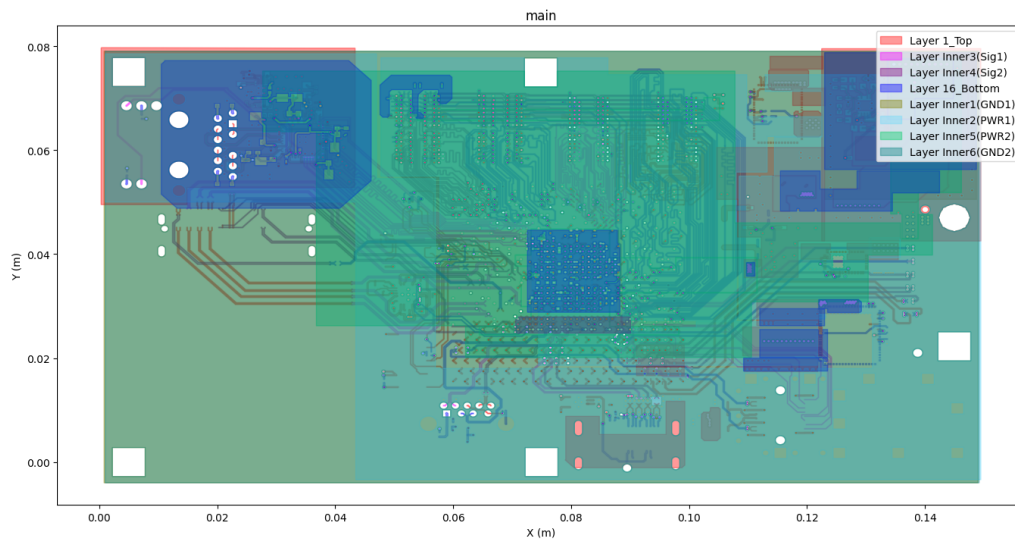 main
0.08
0.06
0.04
0.02
0.00
Y (m)
0.00 0.02 0.04 0.06 0.08 0.10 0.12 0.14
X (m)
Layer 1_Top
Layer Inner3(Sig1)
Layer Inner4(Sig2)
Layer 16_Bottom
Layer Inner1(GND1)
Layer Inner2(PWR1)
Layer Inner5(PWR2)
Layer Inner6(GND2)